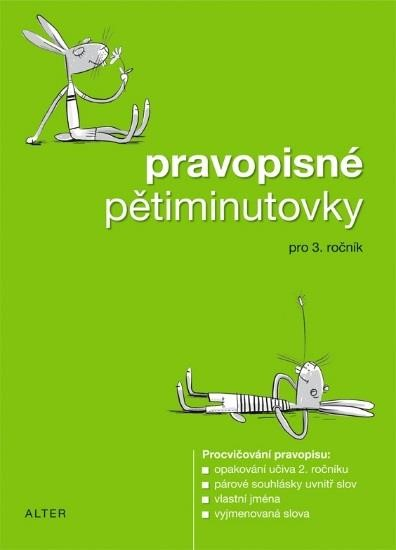 pravopisné
pětiminutovky
pro 3. ročník
Procvičování pravopisu:
opakování učiva 2. ročníku
párové souhlásky uvnitř slov
vlastní jména
vyjmenovaná slova
ALTER